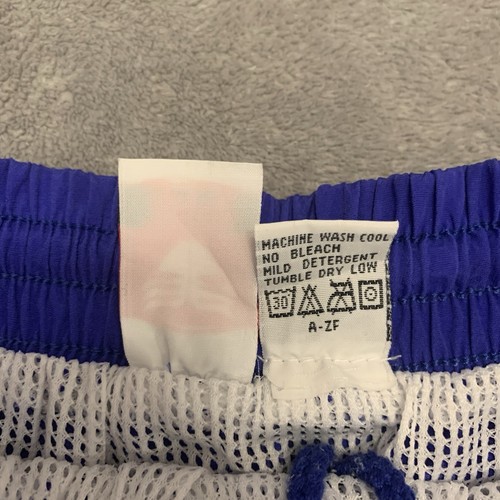 MACHINE WASH COOL
NO BLEACH
MILD DETERGENT
TUMBLE DRY LOW
30
A-ZF